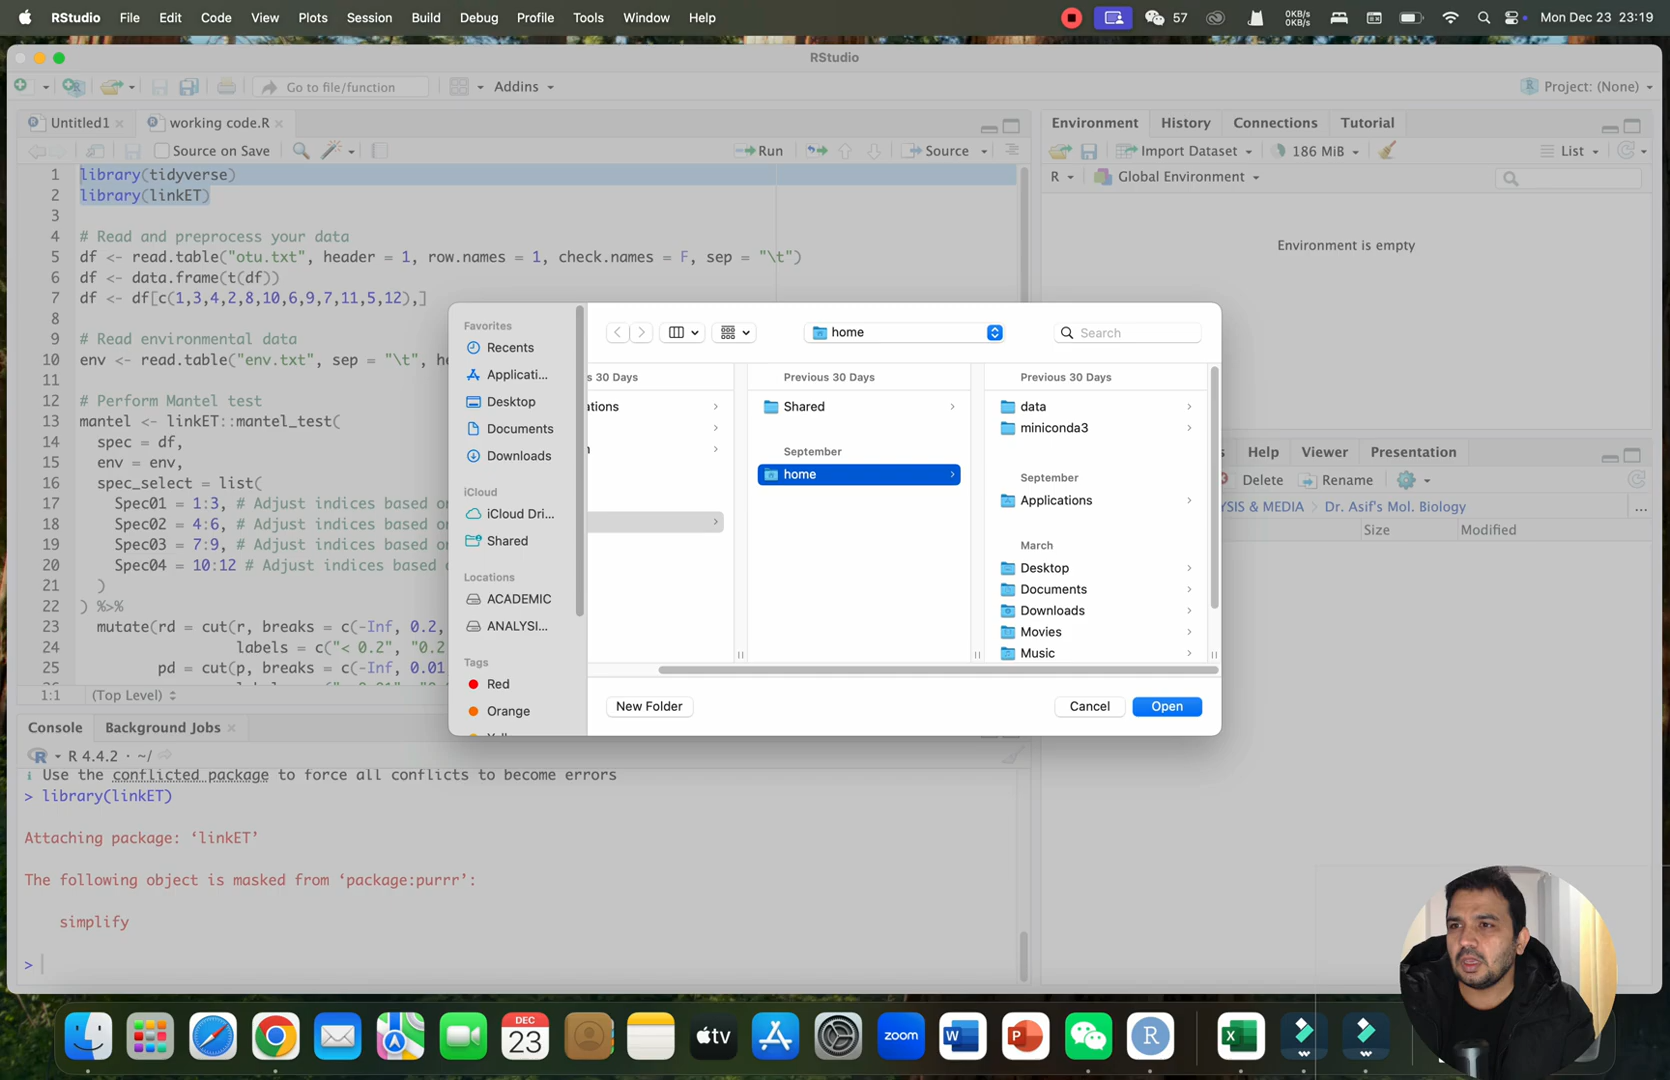 RStudio File Edit Code View Plots Session Build Debug Profile Tools Window Help
57 0KB/s 0KB/s Mon Dec 23 23:19
RStudio
Go to file/function Addins Project: (None)
Untitled1 working code.R
Source on Save Run Source
1 library(tidyverse)
2 library(linkET)
3
4 # Read and preprocess your data
5 df <- read.table("otu.txt", header = 1, row.names = 1, check.names = F, sep = "\t")
6 df <- data.frame(t(df))
7 df <- df[c(1,3,4,2,8,10,6,9,7,11,5,12),]
8
9 # Read environmental data
10 env <- read.table("env.txt", sep = "\t", he
11
12 # Perform Mantel test
13 mantel <- linkET::mantel_test(
14 spec = df,
15 env = env,
16 spec_select = list(
17 Spec01 = 1:3, # Adjust indices based on
18 Spec02 = 4:6, # Adjust indices based on
19 Spec03 = 7:9, # Adjust indices based on
20 Spec04 = 10:12 # Adjust indices based o
21 )
22 ) %>%
23 mutate(rd = cut(r, breaks = c(-Inf, 0.2,
24 labels = c("< 0.2", "0.2
25 pd = cut(p, breaks = c(-Inf, 0.01
1:1 (Top Level)
Console Background Jobs
R 4.4.2 · ~/
i Use the conflicted package to force all conflicts to become errors
> library(linkET)
Attaching package: ‘linkET’
The following object is masked from ‘package:purrr’:
simplify
>
Environment History Connections Tutorial
Import Dataset 186 MiB List
R Global Environment
Environment is empty
s Help Viewer Presentation
Delete Rename
YSIS & MEDIA Dr. Asif's Mol. Biology ...
Size Modified
Favorites
Recents
Applicati...
Desktop
Documents
Downloads
iCloud
iCloud Dri...
Shared
Locations
ACADEMIC
ANALYSI...
Tags
Red
Orange
home Search
s 30 Days Previous 30 Days Previous 30 Days
ations Shared data
miniconda3
n September
home September
Applications
March
Desktop
Documents
Downloads
Movies
Music
New Folder Cancel Open
DEC
23
tv
zoom
W
P
R
X